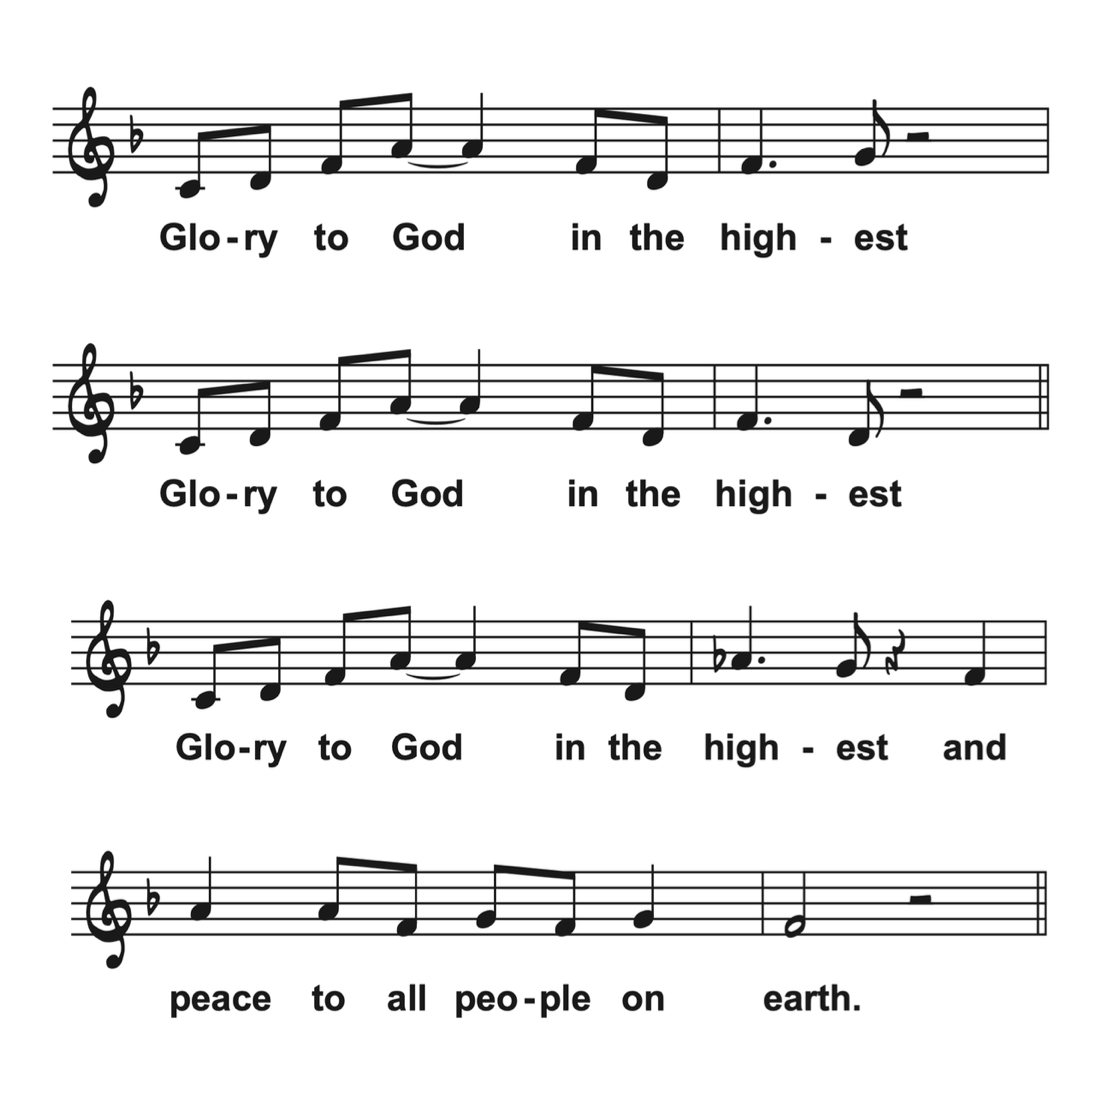 Glo-ry to God in the high - est
Glo-ry to God in the high - est
Glo-ry to God in the high - est and
peace to all peo-ple on earth.